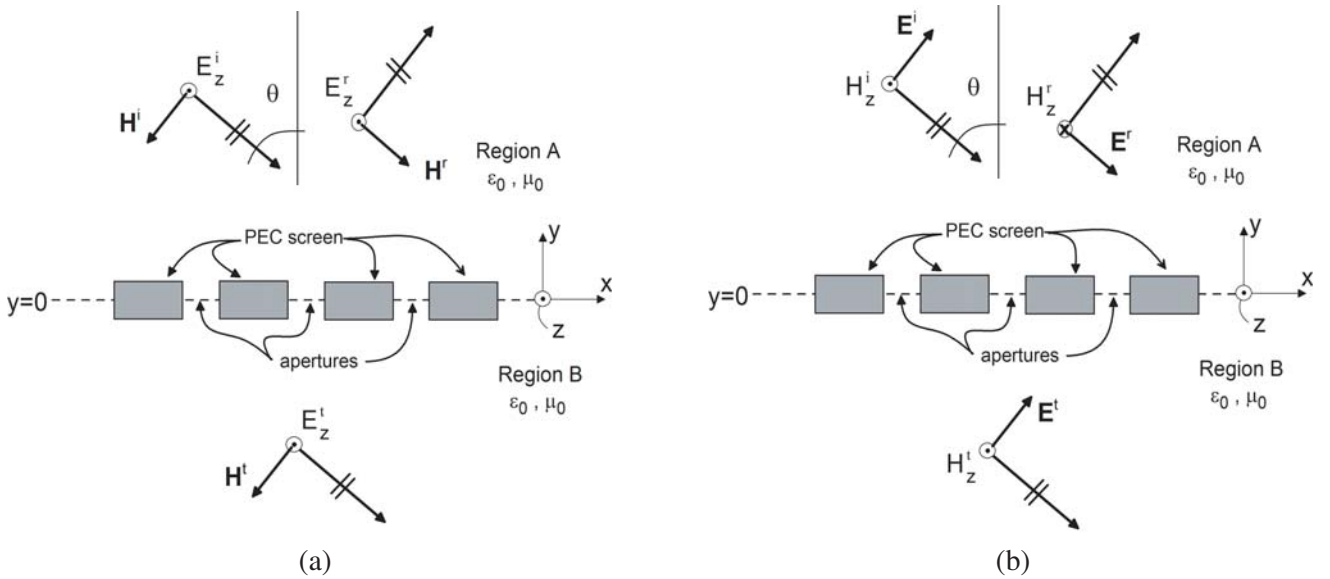 E_z^i
θ
E_z^r
H^i
H^r
Region A
ε₀ , μ₀
PEC screen
y
y=0
x
z
apertures
Region B
ε₀ , μ₀
E_z^t
H^t
(a)
E^i
H_z^i
θ
H_z^r
E^r
Region A
ε₀ , μ₀
PEC screen
y
y=0
x
z
apertures
Region B
ε₀ , μ₀
E^t
H_z^t
(b)